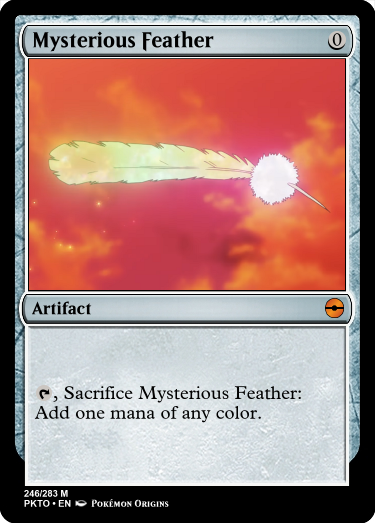 Mysterious Feather 0
Artifact
, Sacrifice Mysterious Feather:
Add one mana of any color.
246/283 M
PKTO • EN Pokémon Origins